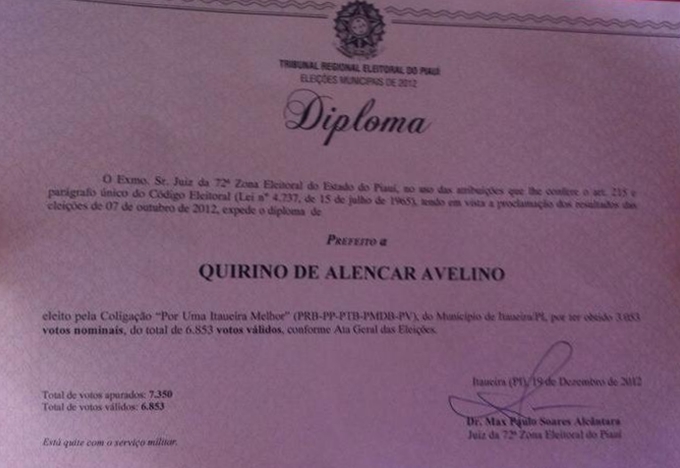 TRIBUNAL REGIONAL ELEITORAL DO PIAUÍ
ELEIÇÕES MUNICIPAIS DE 2012
Diploma
O Exmo. Sr. Juiz da 72ª Zona Eleitoral do Estado do Piauí, no uso das atribuições que lhe confere o art. 215 e
parágrafo único do Código Eleitoral (Lei nº 4.737, de 15 de julho de 1965), tendo em vista a proclamação dos resultados das
eleições de 07 de outubro de 2012, expede o diploma de
PREFEITO a
QUIRINO DE ALENCAR AVELINO
eleito pela Coligação "Por Uma Itaueira Melhor" (PRB-PP-PTB-PMDB-PV), do Município de Itaueira/PI, por ter obtido
votos nominais, do total de 6.853 votos válidos, conforme Ata Geral das Eleições.
Itaueira (PI), 19 de Dezembro de 2012
Total de votos apurados: 7.350
Total de votos válidos: 6.853
Dr. Max Paulo Soares Alcântara
Juiz da 72ª Zona Eleitoral do Piauí
Está quite com o serviço militar.